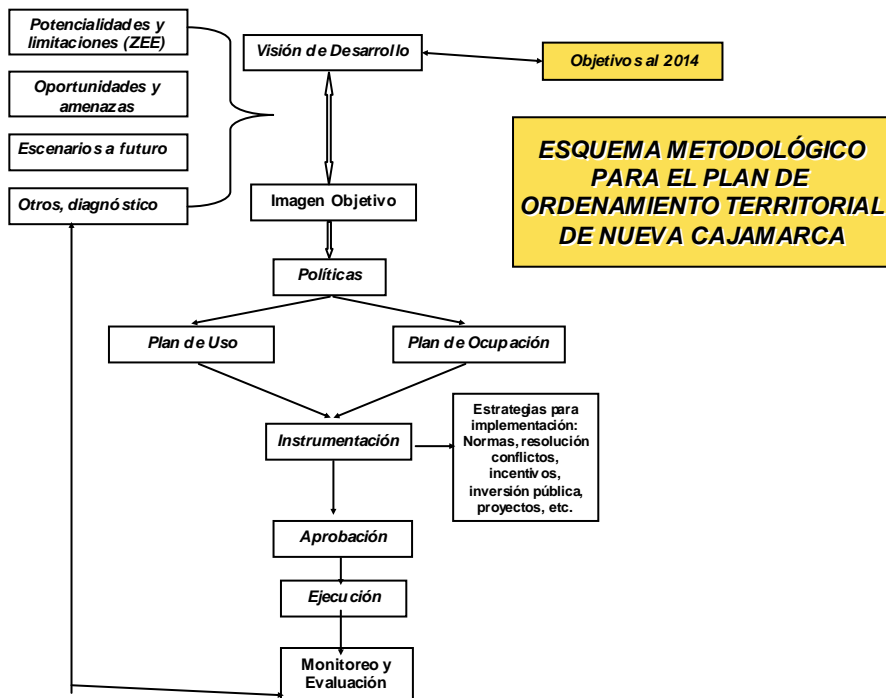 Potencialidades y
limitaciones (ZEE)
Oportunidades y
amenazas
Escenarios a futuro
Otros, diagnóstico
Visión de Desarrollo
Objetivos al 2014
ESQUEMA METODOLÓGICO
PARA EL PLAN DE
ORDENAMIENTO TERRITORIAL
DE NUEVA CAJAMARCA
Imagen Objetivo
Políticas
Plan de Uso
Plan de Ocupación
Instrumentación
Estrategias para
implementación:
Normas, resolución
conflictos,
incentivos,
inversión pública,
proyectos, etc.
Aprobación
Ejecución
Monitoreo y
Evaluación